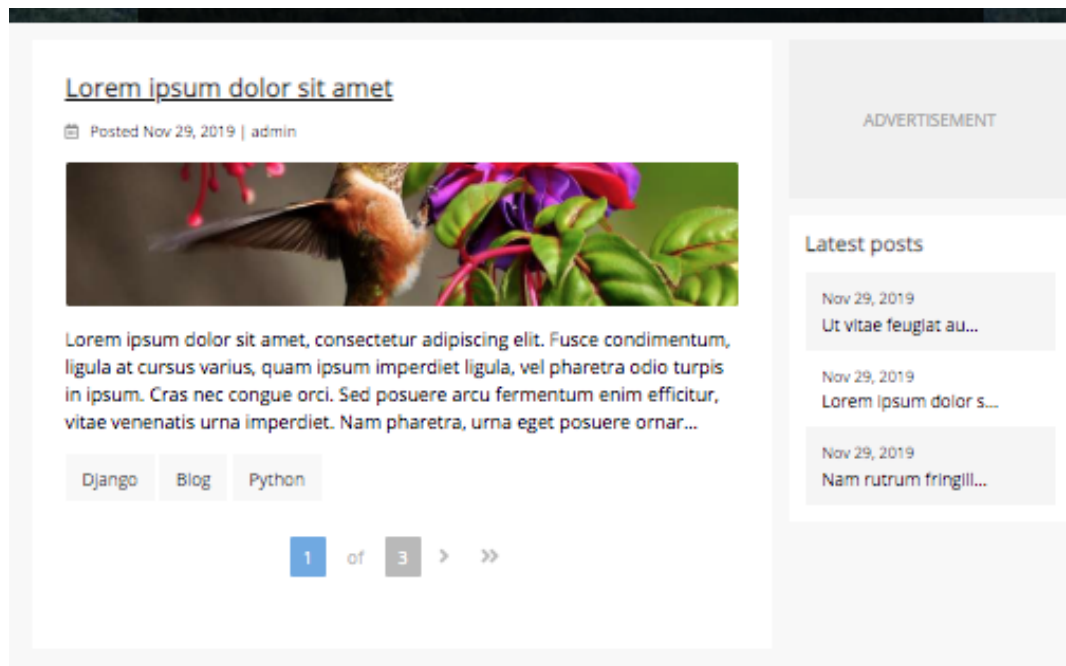 Lorem ipsum dolor sit amet
Posted Nov 29, 2019 | admin
Lorem ipsum dolor sit amet, consectetur adipiscing elit. Fusce condimentum,
ligula at cursus varius, quam ipsum imperdiet ligula, vel pharetra odio turpis
in ipsum. Cras nec congue orci. Sed posuere arcu fermentum enim efficitur,
vitae venenatis urna imperdiet. Nam pharetra, urna eget posuere ornar...
Django Blog Python
1 of 3 › »
ADVERTISEMENT
Latest posts
Nov 29, 2019
Ut vitae feugiat au...
Nov 29, 2019
Lorem ipsum dolor s...
Nov 29, 2019
Nam rutrum fringill...